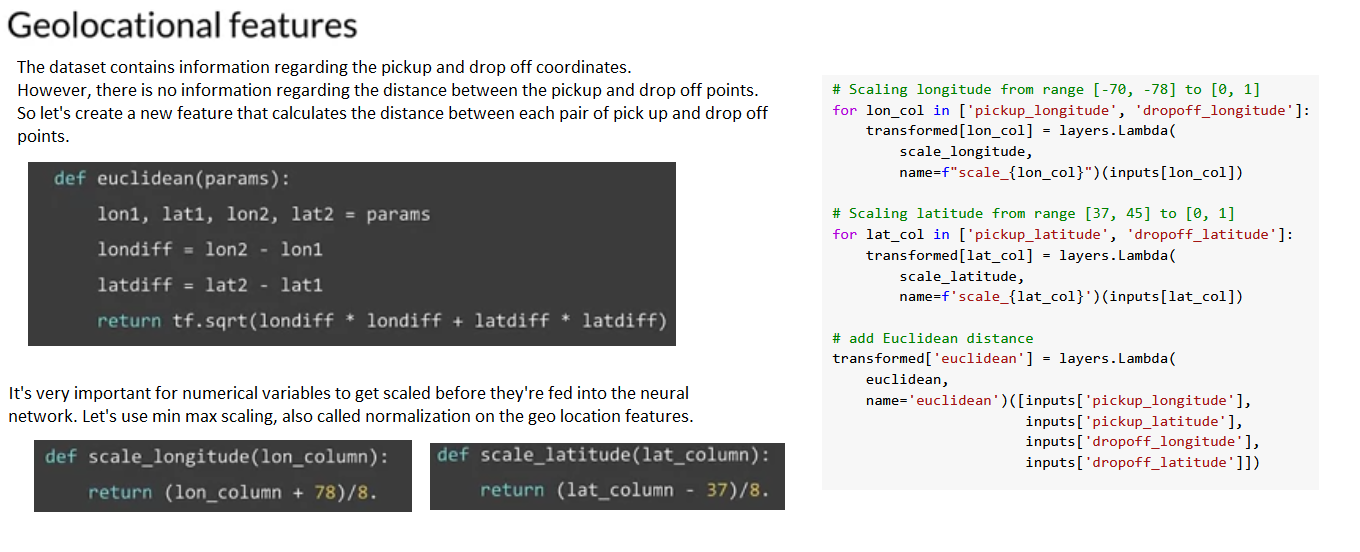 Geolocational features
The dataset contains information regarding the pickup and drop off coordinates.
However, there is no information regarding the distance between the pickup and drop off points.
So let's create a new feature that calculates the distance between each pair of pick up and drop off
points.
def euclidean(params):
    lon1, lat1, lon2, lat2 = params
    londiff = lon2 - lon1
    latdiff = lat2 - lat1
    return tf.sqrt(londiff * londiff + latdiff * latdiff)
It's very important for numerical variables to get scaled before they're fed into the neural
network. Let's use min max scaling, also called normalization on the geo location features.
def scale_longitude(lon_column):
    return (lon_column + 78)/8.
def scale_latitude(lat_column):
    return (lat_column - 37)/8.
# Scaling longitude from range [-70, -78] to [0, 1]
for lon_col in ['pickup_longitude', 'dropoff_longitude']:
    transformed[lon_col] = layers.Lambda(
        scale_longitude,
        name=f"scale_{lon_col}")(inputs[lon_col])
# Scaling latitude from range [37, 45] to [0, 1]
for lat_col in ['pickup_latitude', 'dropoff_latitude']:
    transformed[lat_col] = layers.Lambda(
        scale_latitude,
        name=f'scale_{lat_col}')(inputs[lat_col])
# add Euclidean distance
transformed['euclidean'] = layers.Lambda(
    euclidean,
    name='euclidean')([inputs['pickup_longitude'],
                       inputs['pickup_latitude'],
                       inputs['dropoff_longitude'],
                       inputs['dropoff_latitude']])